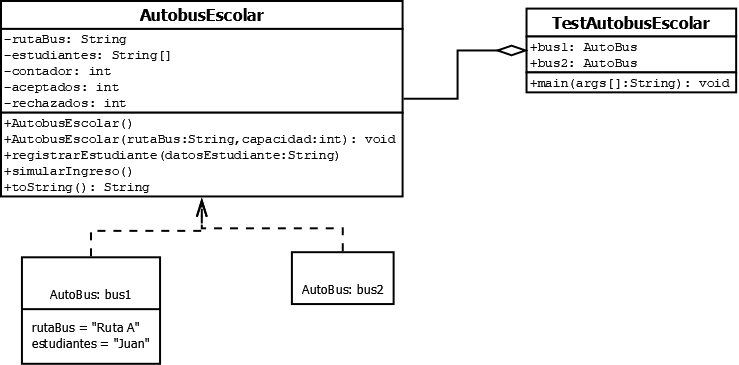 AutobusEscolar
-rutaBus: String
-estudiantes: String[]
-contador: int
-aceptados: int
-rechazados: int
+AutobusEscolar()
+AutobusEscolar(rutaBus:String,capacidad:int): void
+registrarEstudiante(datosEstudiante:String)
+simularIngreso()
+toString(): String
TestAutobusEscolar
+bus1: AutoBus
+bus2: AutoBus
+main(args[]:String): void
AutoBus: bus1
rutaBus = "Ruta A"
estudiantes = "Juan"
AutoBus: bus2